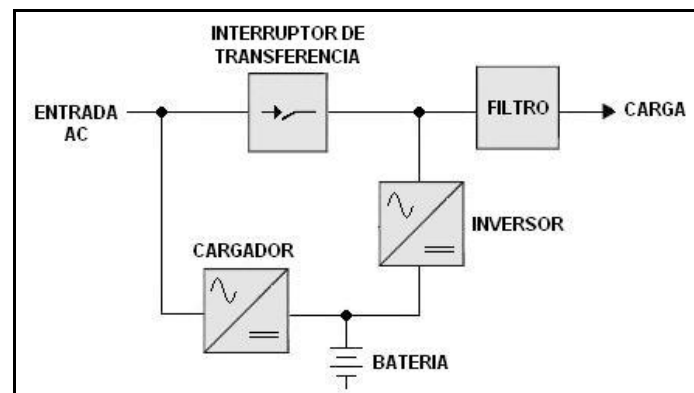 INTERRUPTOR DE
TRANSFERENCIA
ENTRADA
AC
FILTRO
CARGA
INVERSOR
CARGADOR
BATERIA